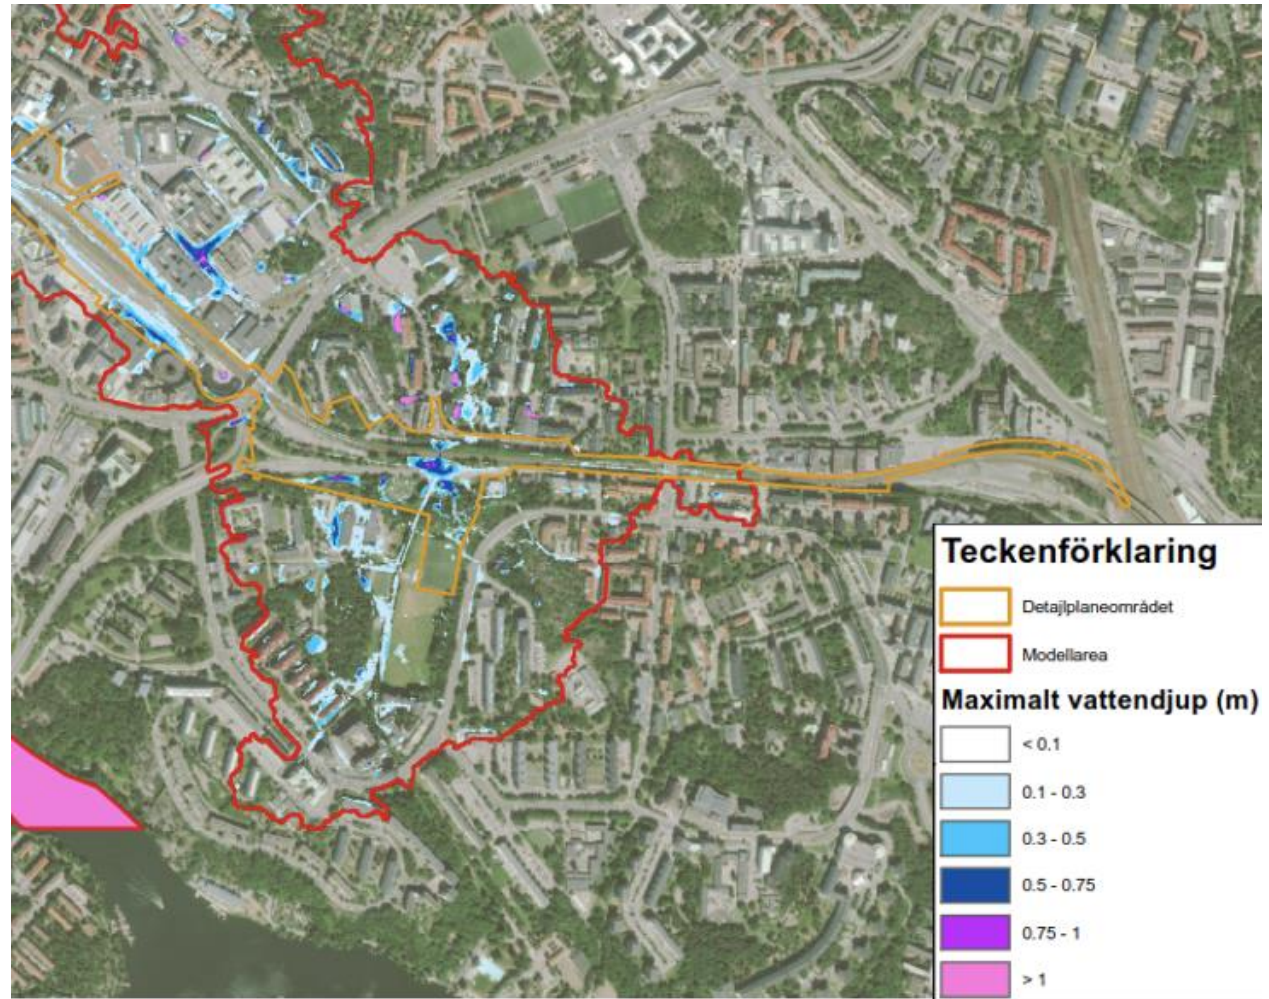 Teckenförklaring
Detajlplaneområdet
Modellarea
Maximalt vattendjup (m)
< 0.1
0.1 - 0.3
0.3 - 0.5
0.5 - 0.75
0.75 - 1
> 1